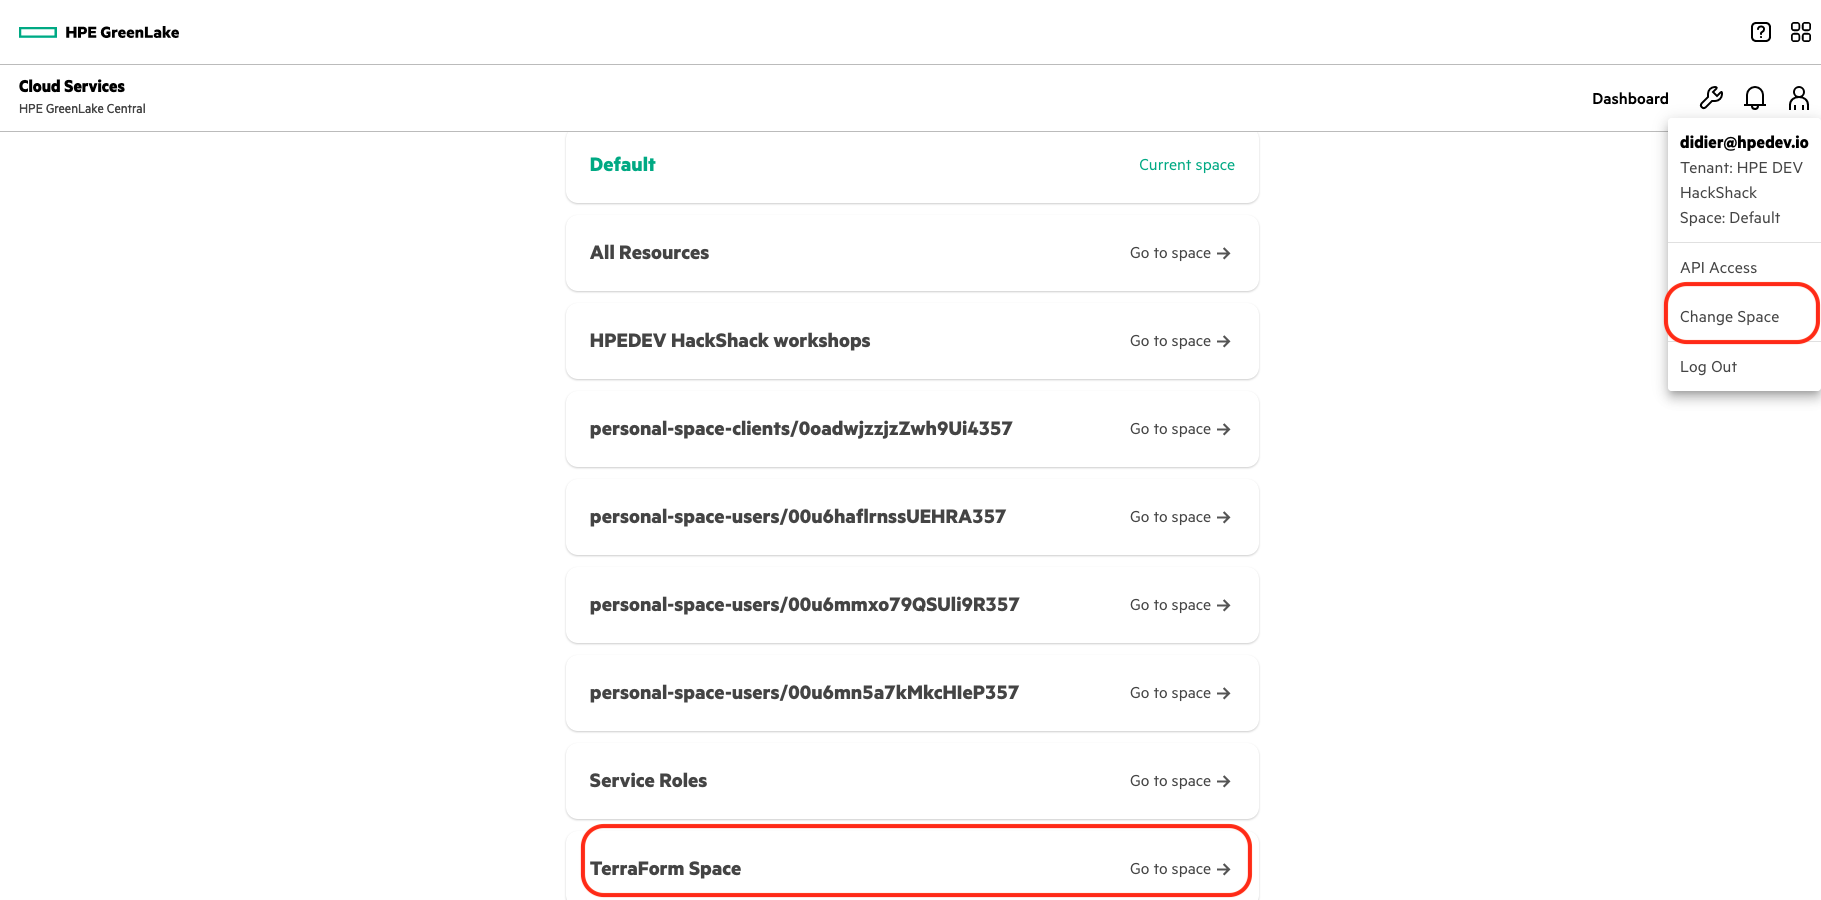 HPE GreenLake
Cloud Services
HPE GreenLake Central
Dashboard
didier@hpedev.io
Tenant: HPE DEV
HackShack
Space: Default
API Access
Change Space
Log Out
Default Current space
All Resources Go to space
HPEDEV HackShack workshops Go to space
personal-space-clients/0oadwjzzjzZwh9Ui4357 Go to space
personal-space-users/00u6haflrnssUEHRA357 Go to space
personal-space-users/00u6mmxo79QSUli9R357 Go to space
personal-space-users/00u6mn5a7kMkcHIeP357 Go to space
Service Roles Go to space
TerraForm Space Go to space